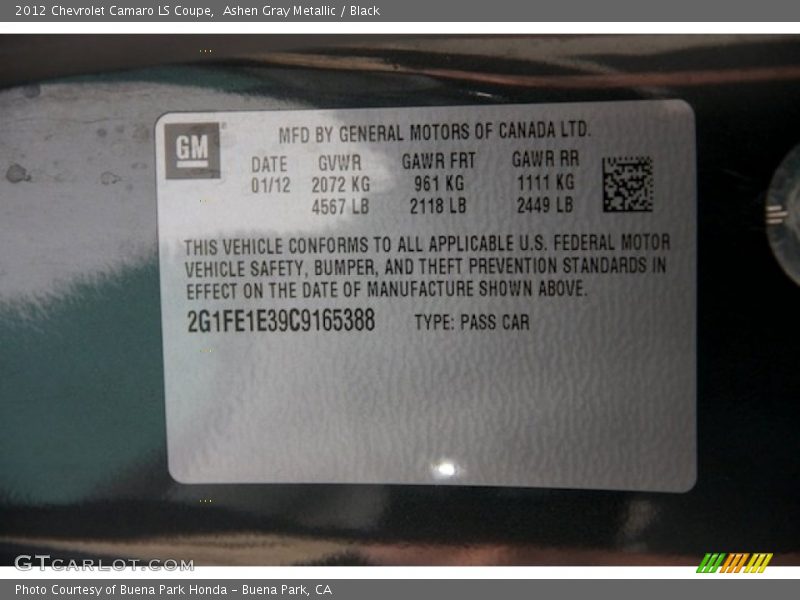 2012 Chevrolet Camaro LS Coupe,  Ashen Gray Metallic / Black
GM
MFD BY GENERAL MOTORS OF CANADA LTD.
DATE GVWR GAWR FRT GAWR RR
01/12 2072 KG 961 KG 1111 KG
4567 LB 2118 LB 2449 LB
THIS VEHICLE CONFORMS TO ALL APPLICABLE U.S. FEDERAL MOTOR
VEHICLE SAFETY, BUMPER, AND THEFT PREVENTION STANDARDS IN
EFFECT ON THE DATE OF MANUFACTURE SHOWN ABOVE.
2G1FE1E39C9165388 TYPE: PASS CAR
GTCARLOT.COM
Photo Courtesy of Buena Park Honda – Buena Park, CA